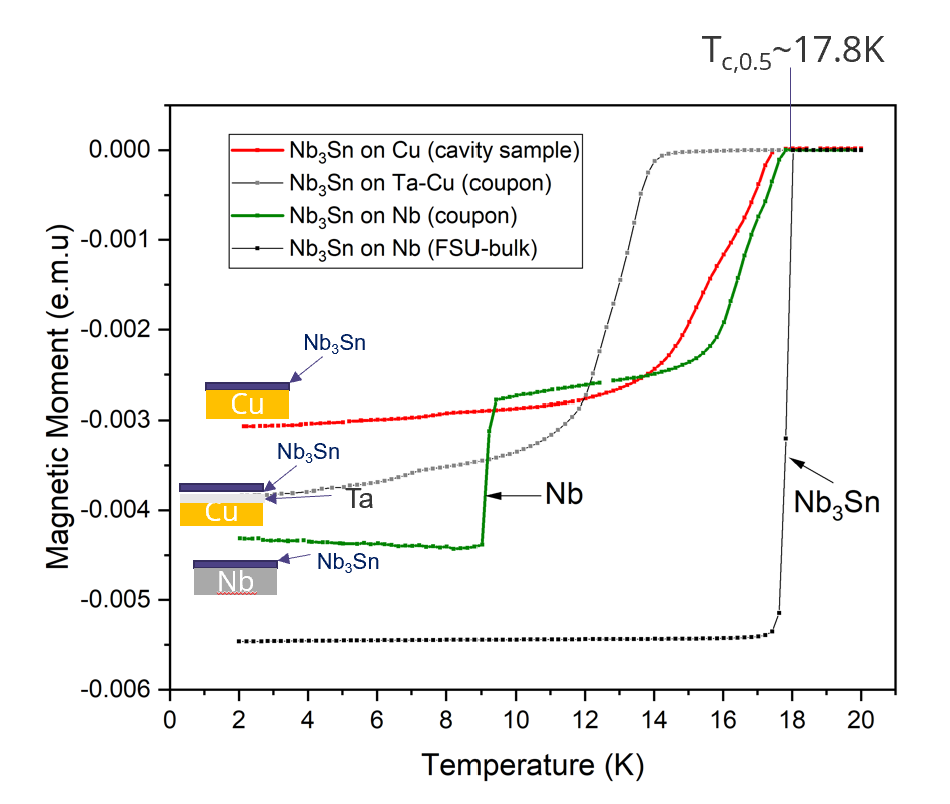 T_c,0.5~17.8K
0.000
-0.001
-0.002
-0.003
-0.004
-0.005
-0.006
Magnetic Moment (e.m.u)
Nb₃Sn on Cu (cavity sample)
Nb₃Sn on Ta-Cu (coupon)
Nb₃Sn on Nb (coupon)
Nb₃Sn on Nb (FSU-bulk)
Nb₃Sn
Cu
Nb₃Sn
Ta
Cu
Nb₃Sn
Nb
Nb
Nb₃Sn
0 2 4 6 8 10 12 14 16 18 20
Temperature (K)